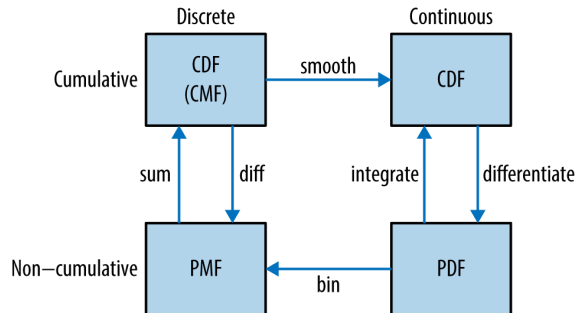 Discrete
Continuous
Cumulative
CDF
(CMF)
smooth
CDF
sum
diff
integrate
differentiate
Non–cumulative
PMF
bin
PDF